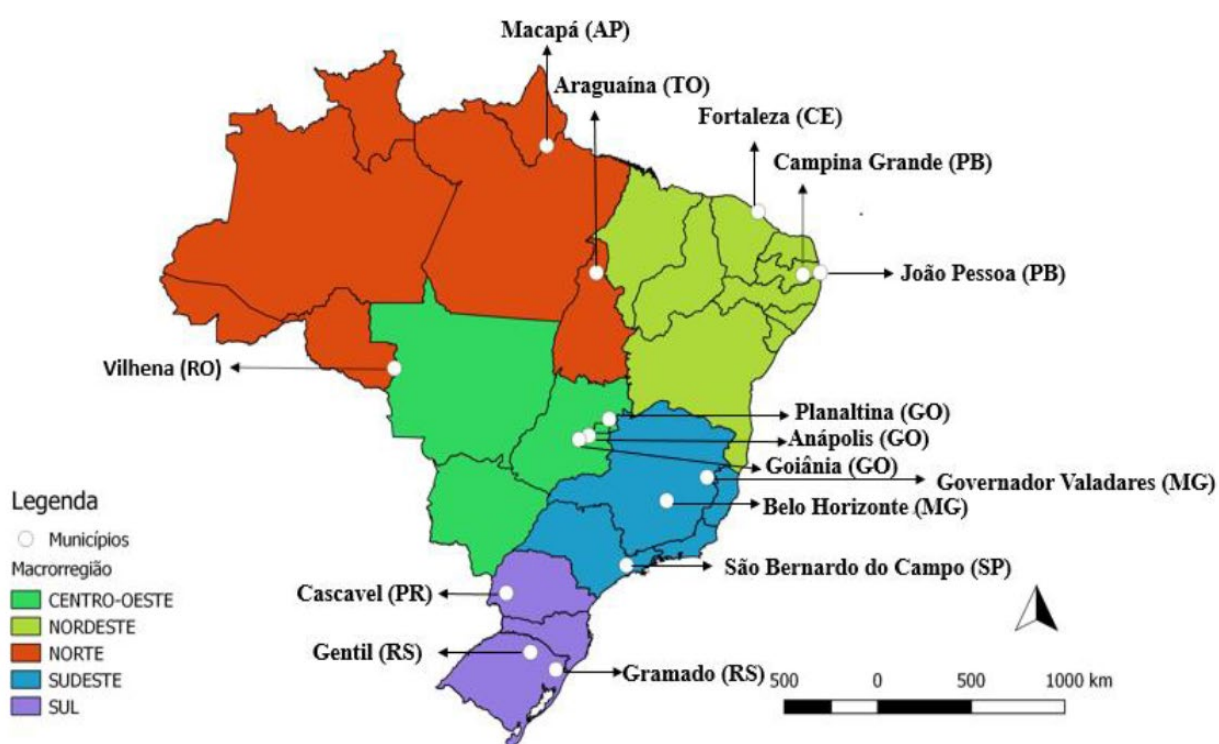 Macapá (AP)
Araguaína (TO)
Fortaleza (CE)
Campina Grande (PB)
João Pessoa (PB)
Vilhena (RO)
Planaltina (GO)
Anápolis (GO)
Goiânia (GO)
Governador Valadares (MG)
Belo Horizonte (MG)
São Bernardo do Campo (SP)
Cascavel (PR)
Gentil (RS)
Gramado (RS)
Legenda
Municípios
Macrorregião
CENTRO-OESTE
NORDESTE
NORTE
SUDESTE
SUL
500 0 500 1000 km